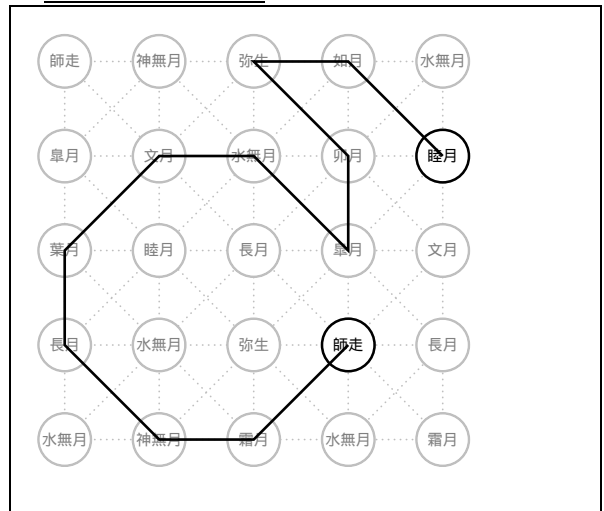 師走 神無月 弥生 如月 水無月
皐月 文月 水無月 卯月 睦月
葉月 睦月 長月 皐月 文月
長月 水無月 弥生 師走 長月
水無月 神無月 霜月 水無月 霜月